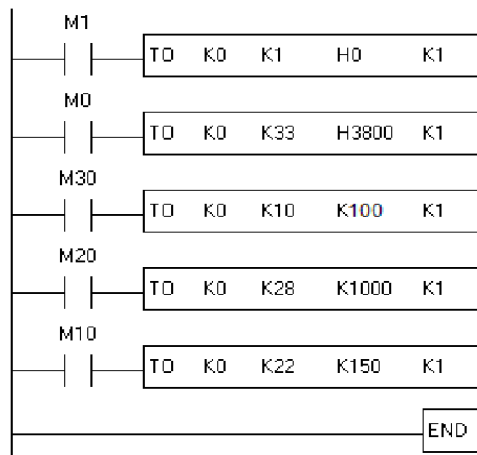 M1
TO K0 K1 H0 K1
M0
TO K0 K33 H3800 K1
M30
TO K0 K10 K100 K1
M20
TO K0 K28 K1000 K1
M10
TO K0 K22 K150 K1
END